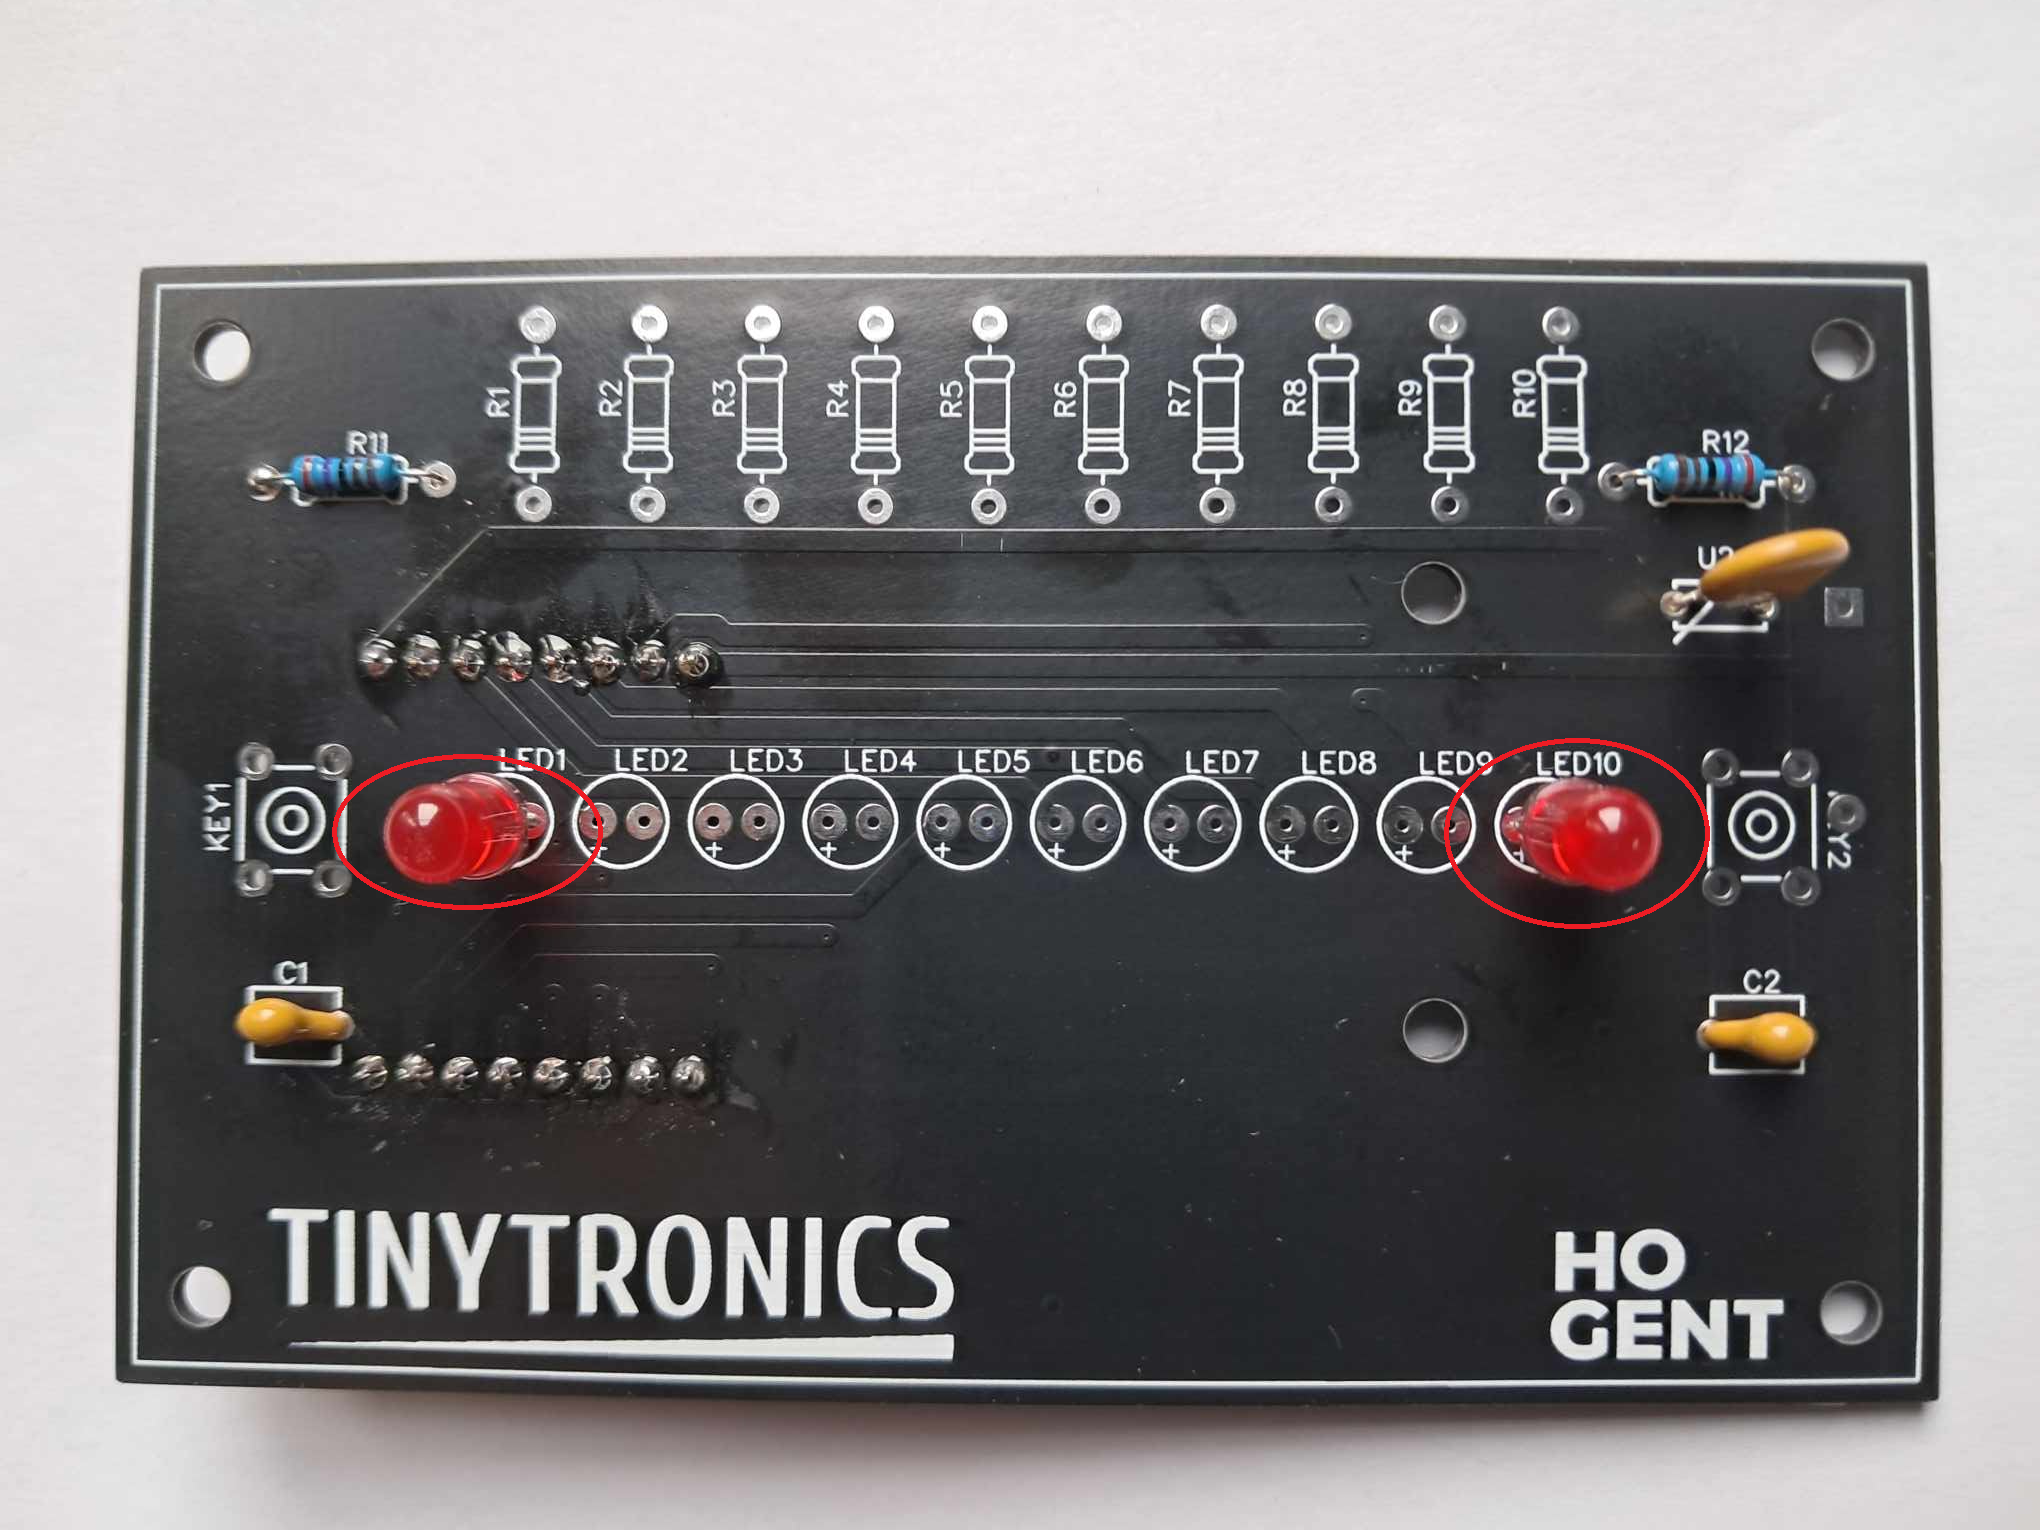 R1 R2 R3 R4 R5 R6 R7 R8 R9 R10
R11 R12
LED1 LED2 LED3 LED4 LED5 LED6 LED7 LED8 LED9 LED10
KEY1
+ + + + + + + + +
C1 C2
TINYTRONICS
HO
GENT